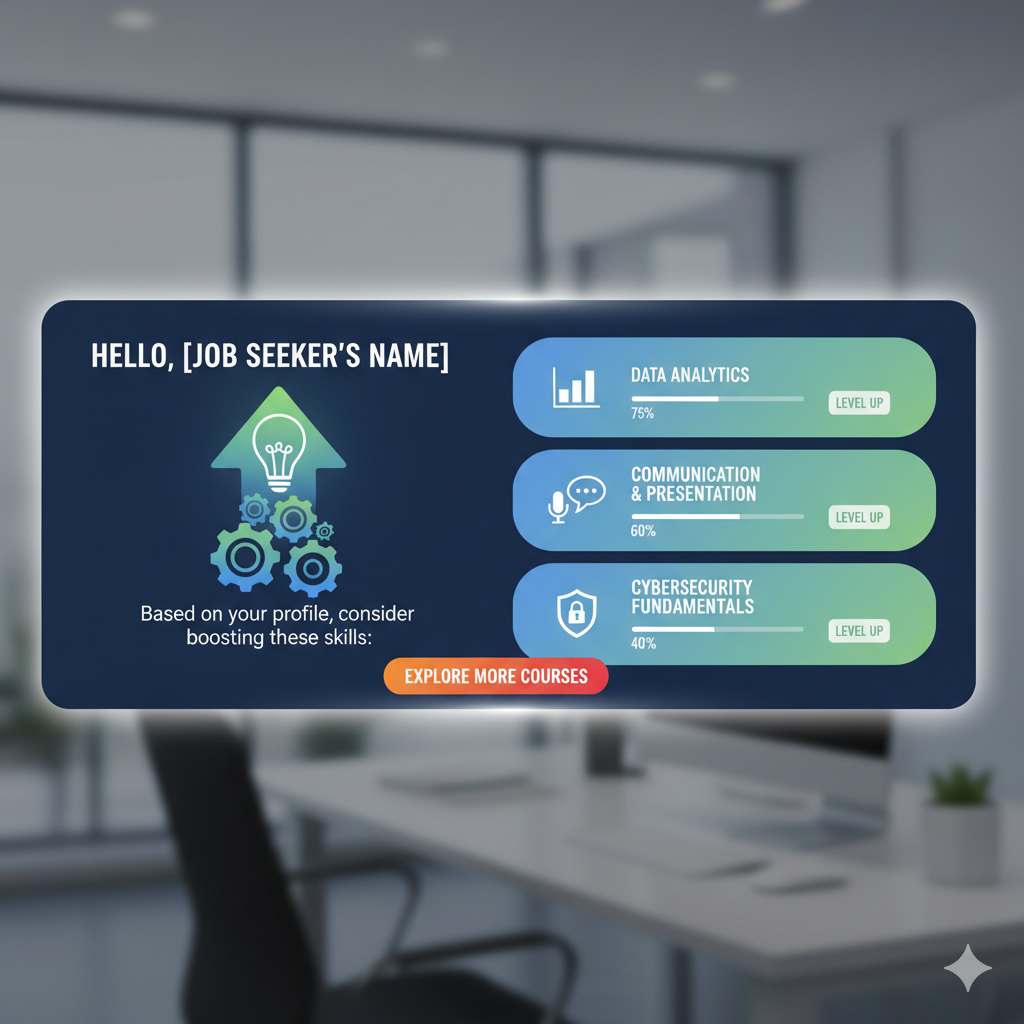 HELLO, [JOB SEEKER'S NAME]
Based on your profile, consider
boosting these skills:
DATA ANALYTICS
75%
LEVEL UP
COMMUNICATION
& PRESENTATION
60%
LEVEL UP
CYBERSECURITY
FUNDAMENTALS
40%
LEVEL UP
EXPLORE MORE COURSES